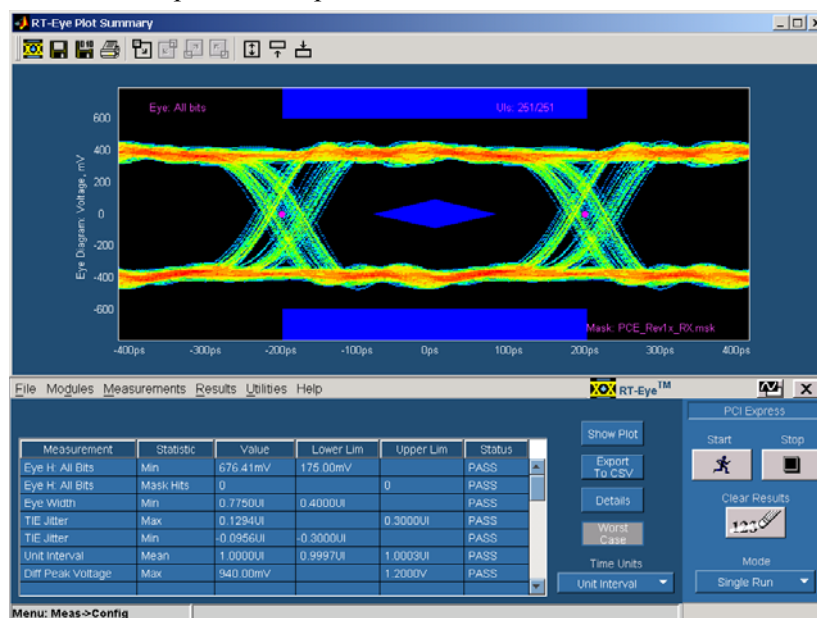 RT-Eye Plot Summary
Eye: All bits
UIs: 251/251
600
400
200
0
-200
-400
-600
Eye Diagram: Voltage, mV
Mask: PCE_Rev1x_RX.msk
-400ps -300ps -200ps -100ps 0ps 100ps 200ps 300ps 400ps
File Modules Measurements Results Utilities Help
RT-Eye™
PCI Express
Measurement Statistic Value Lower Lim Upper Lim Status
Eye H: All Bits Min 676.41mV 175.00mV PASS
Eye H: All Bits Mask Hits 0 0 PASS
Eye Width Min 0.7750UI 0.4000UI PASS
TIE Jitter Max 0.1294UI 0.3000UI PASS
TIE Jitter Min -0.0956UI -0.3000UI PASS
Unit Interval Mean 1.0000UI 0.9997UI 1.0003UI PASS
Diff Peak Voltage Max 940.00mV 1.2000V PASS
Show Plot
Export To CSV
Details
Worst Case
Time Units
Unit Interval
Start Stop
Clear Results
123
Mode
Single Run
Menu: Meas->Config